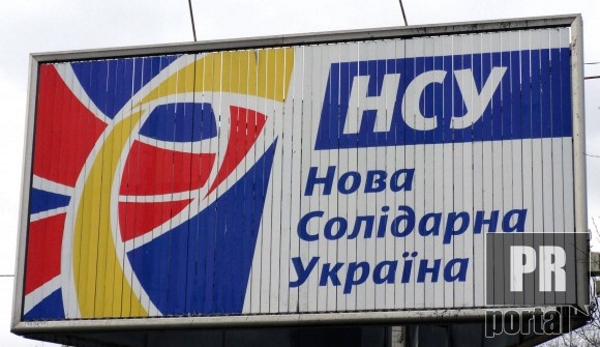 НСУ
Нова
Солідарна
Україна
PR
portal